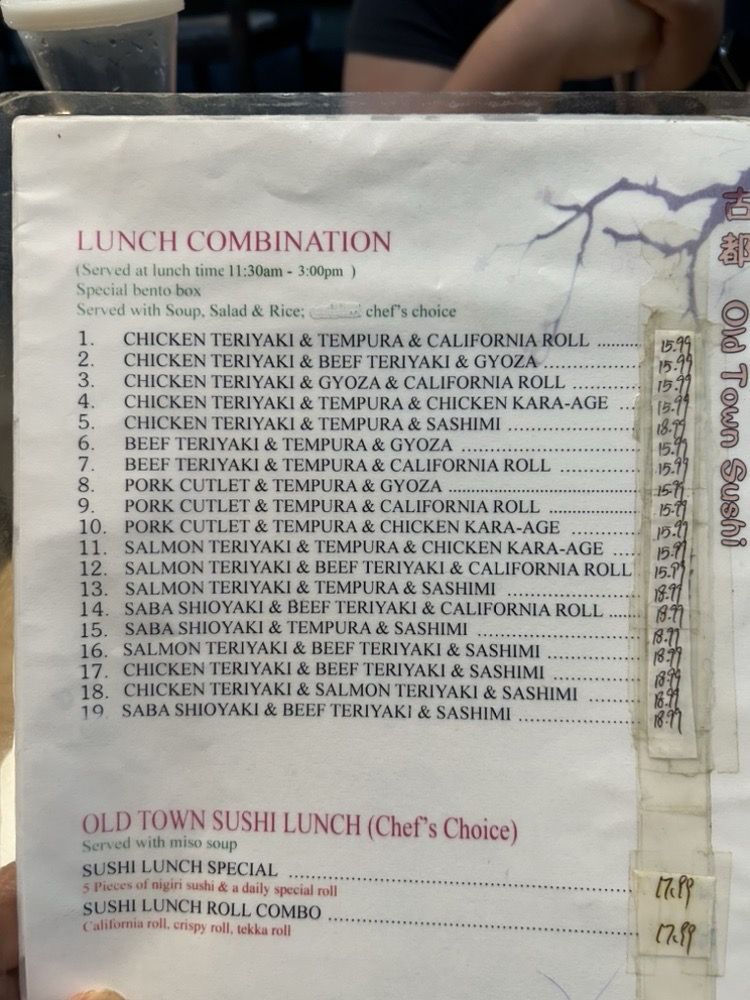 LUNCH COMBINATION
(Served at lunch time 11:30am - 3:00pm )
Special bento box
Served with Soup, Salad & Rice; chef's choice
1. CHICKEN TERIYAKI & TEMPURA & CALIFORNIA ROLL .......... 15.99
2. CHICKEN TERIYAKI & BEEF TERIYAKI & GYOZA .................... 15.99
3. CHICKEN TERIYAKI & GYOZA & CALIFORNIA ROLL .............. 15.99
4. CHICKEN TERIYAKI & TEMPURA & CHICKEN KARA-AGE .... 15.99
5. CHICKEN TERIYAKI & TEMPURA & SASHIMI .......................... 18.99
6. BEEF TERIYAKI & TEMPURA & GYOZA .................................. 15.99
7. BEEF TERIYAKI & TEMPURA & CALIFORNIA ROLL ................ 15.99
8. PORK CUTLET & TEMPURA & GYOZA .................................... 15.99
9. PORK CUTLET & TEMPURA & CALIFORNIA ROLL .................. 15.99
10. PORK CUTLET & TEMPURA & CHICKEN KARA-AGE .............. 15.99
11. SALMON TERIYAKI & TEMPURA & CHICKEN KARA-AGE ...... 15.99
12. SALMON TERIYAKI & BEEF TERIYAKI & CALIFORNIA ROLL 15.99
13. SALMON TERIYAKI & TEMPURA & SASHIMI .......................... 18.99
14. SABA SHIOYAKI & BEEF TERIYAKI & CALIFORNIA ROLL ...... 18.99
15. SABA SHIOYAKI & TEMPURA & SASHIMI ................................ 18.99
16. SALMON TERIYAKI & BEEF TERIYAKI & SASHIMI .................. 18.99
17. CHICKEN TERIYAKI & BEEF TERIYAKI & SASHIMI ................ 18.99
18. CHICKEN TERIYAKI & SALMON TERIYAKI & SASHIMI ............ 18.99
19. SABA SHIOYAKI & BEEF TERIYAKI & SASHIMI ........................ 18.99
OLD TOWN SUSHI LUNCH (Chef's Choice)
Served with miso soup
SUSHI LUNCH SPECIAL .................................................. 17.99
5 Pieces of nigiri sushi & a daily special roll
SUSHI LUNCH ROLL COMBO ............................................ 17.99
California roll, crispy roll, tekka roll
古都 Old Town Sushi